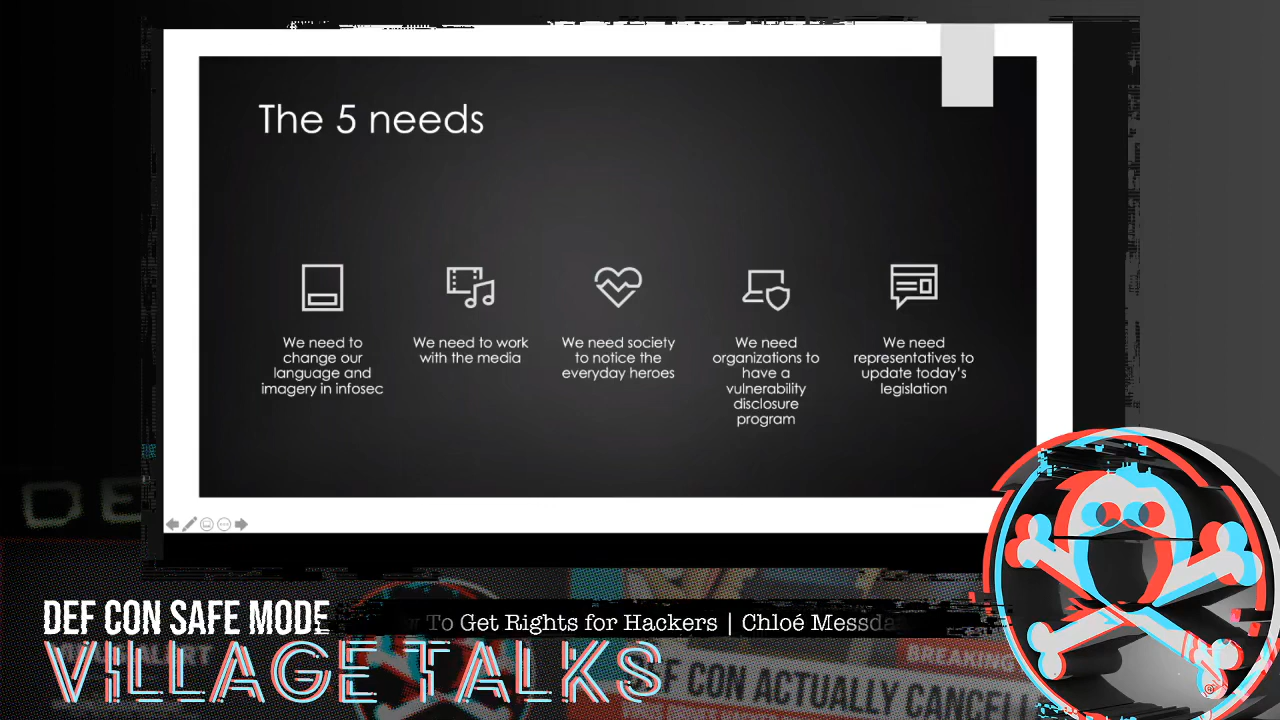 The 5 needs
We need to
change our
language and
imagery in infosec
We need to work
with the media
We need society
to notice the
everyday heroes
We need
organizations to
have a
vulnerability
disclosure
program
We need
representatives to
update today's
legislation
DE
DEF CON SAFE MODE
To Get Rights for Hackers | Chloé Messda
VILLAGE TALKS
BREAKING
DEF CON ACTUALLY CANCELL